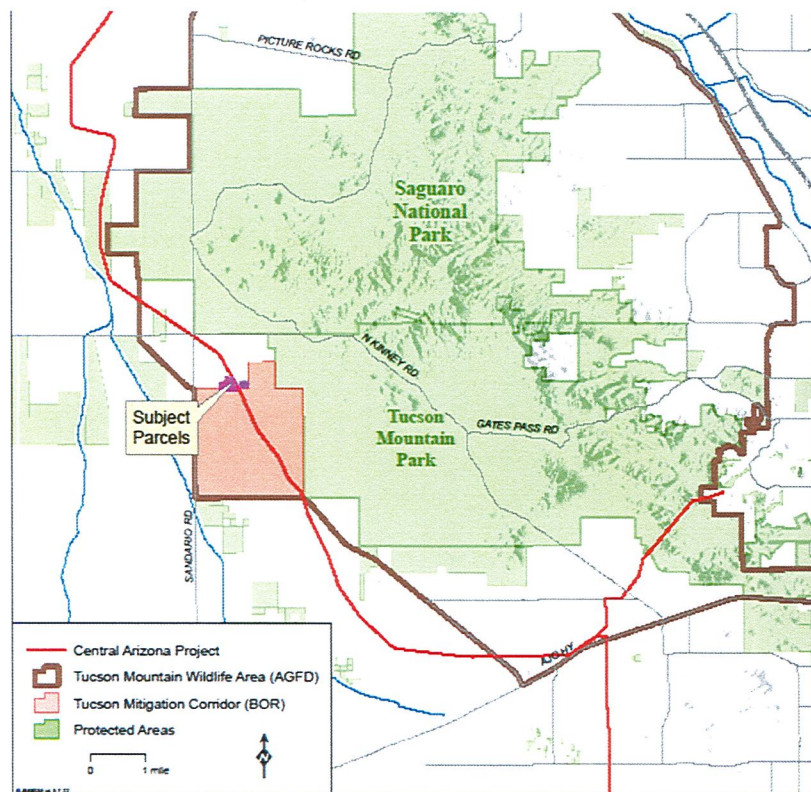 PICTURE ROCKS RD
Saguaro
National
Park
N KINNEY RD
Subject
Parcels
Tucson
Mountain
Park
GATES PASS RD
SANDARIO RD
AJO HY
Central Arizona Project
Tucson Mountain Wildlife Area (AGFD)
Tucson Mitigation Corridor (BOR)
Protected Areas
0 1 mile
N